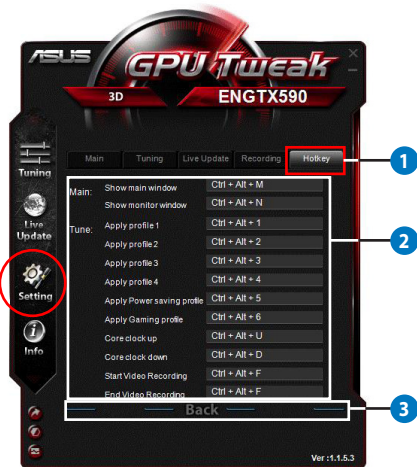 ASUS
GPU Tweak
3D ENGTX590
Main Tuning Live Update Recording Hotkey
1
Tuning
Live
Update
Setting
Info
Main: Show main window Ctrl + Alt + M
Show monitor window Ctrl + Alt + N
Tune: Apply profile 1 Ctrl + Alt + 1
Apply profile 2 Ctrl + Alt + 2
Apply profile 3 Ctrl + Alt + 3
Apply profile 4 Ctrl + Alt + 4
Apply Power saving profile Ctrl + Alt + 5
Apply Gaming profile Ctrl + Alt + 6
Core clock up Ctrl + Alt + U
Core clock down Ctrl + Alt + D
Start Video Recording Ctrl + Alt + F
End Video Recording Ctrl + Alt + F
2
Back
3
Ver :1.1.5.3